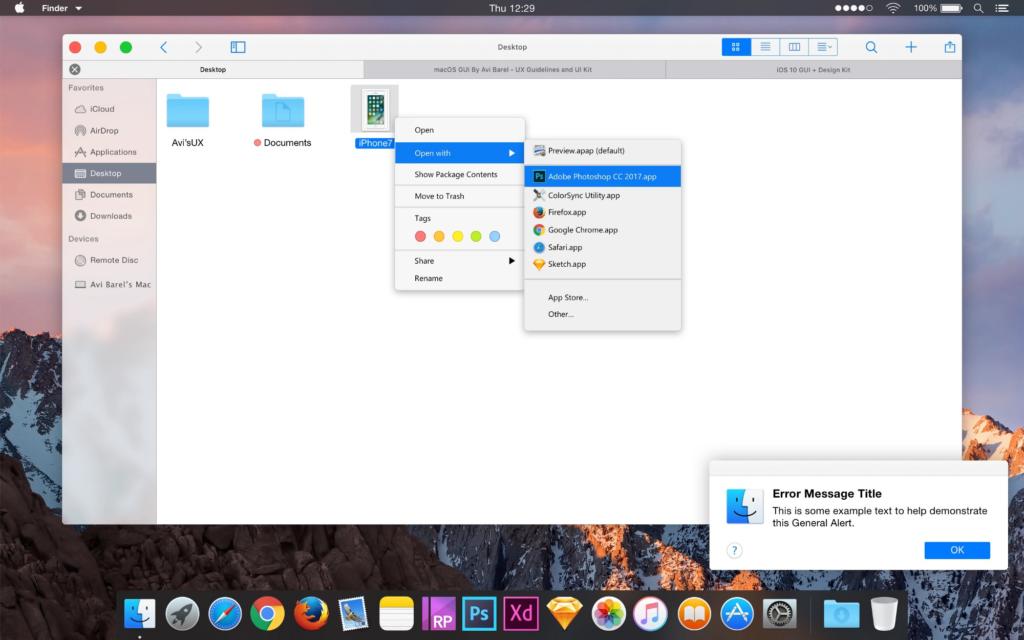 Finder
Thu 12:29
100%
Desktop
Desktop
macOS GUI By Avi Barel - UX Guidelines and UI Kit
iOS 10 GUI + Design Kit
Favorites
iCloud
AirDrop
Applications
Desktop
Documents
Downloads
Devices
Remote Disc
Avi Barel's Mac
Avi'sUX
Documents
iPhone7
Open
Open with
Show Package Contents
Move to Trash
Tags
Share
Rename
Preview.apap (default)
Ps Adobe Photoshop CC 2017.app
ColorSync Utility.app
Firefox.app
Google Chrome.app
Safari.app
Sketch.app
App Store...
Other...
Error Message Title
This is some example text to help demonstrate
this General Alert.
?
OK
RP
Ps
Xd